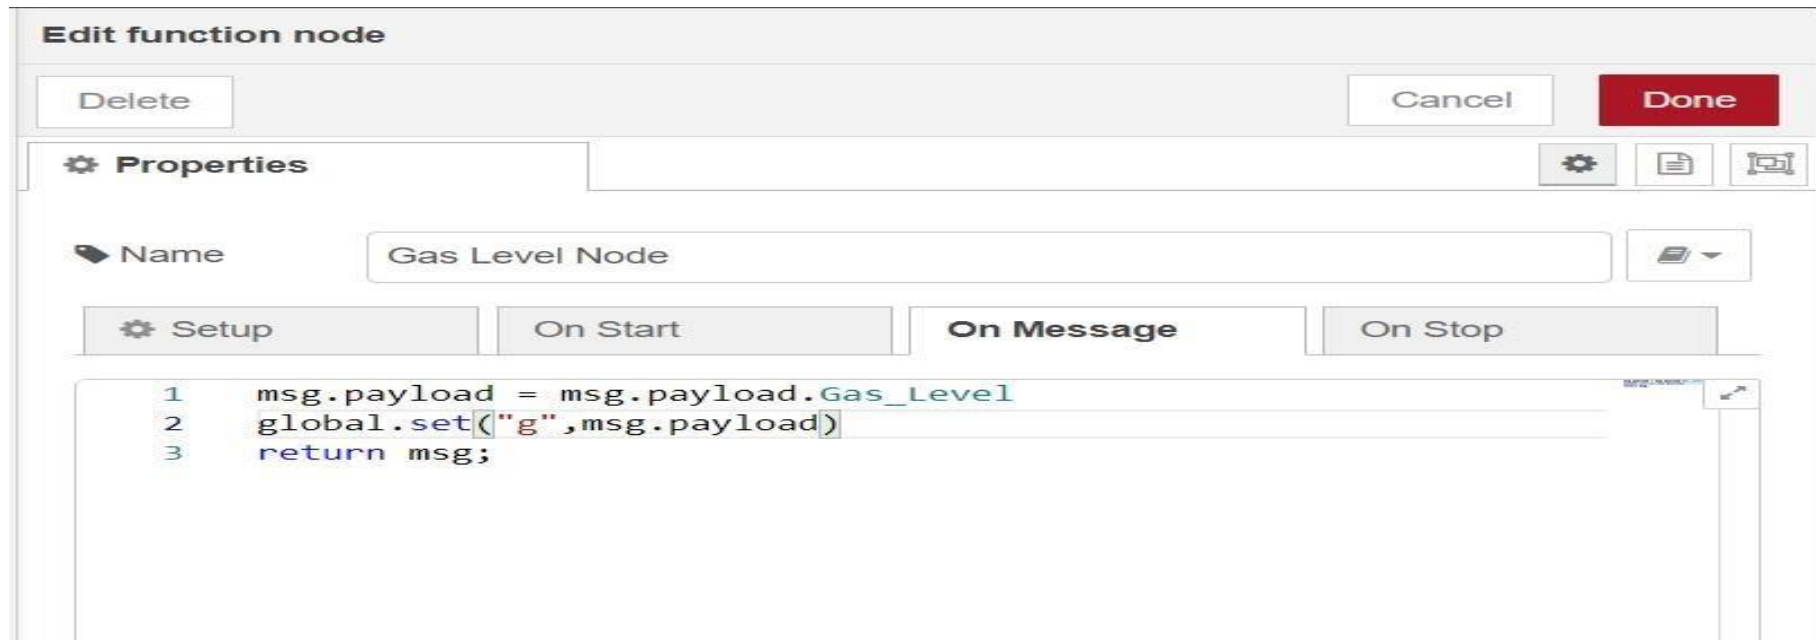 Edit function node
Delete Cancel Done
Properties
Name Gas Level Node
Setup On Start On Message On Stop
1 msg.payload = msg.payload.Gas_Level
2 global.set("g",msg.payload)
3 return msg;